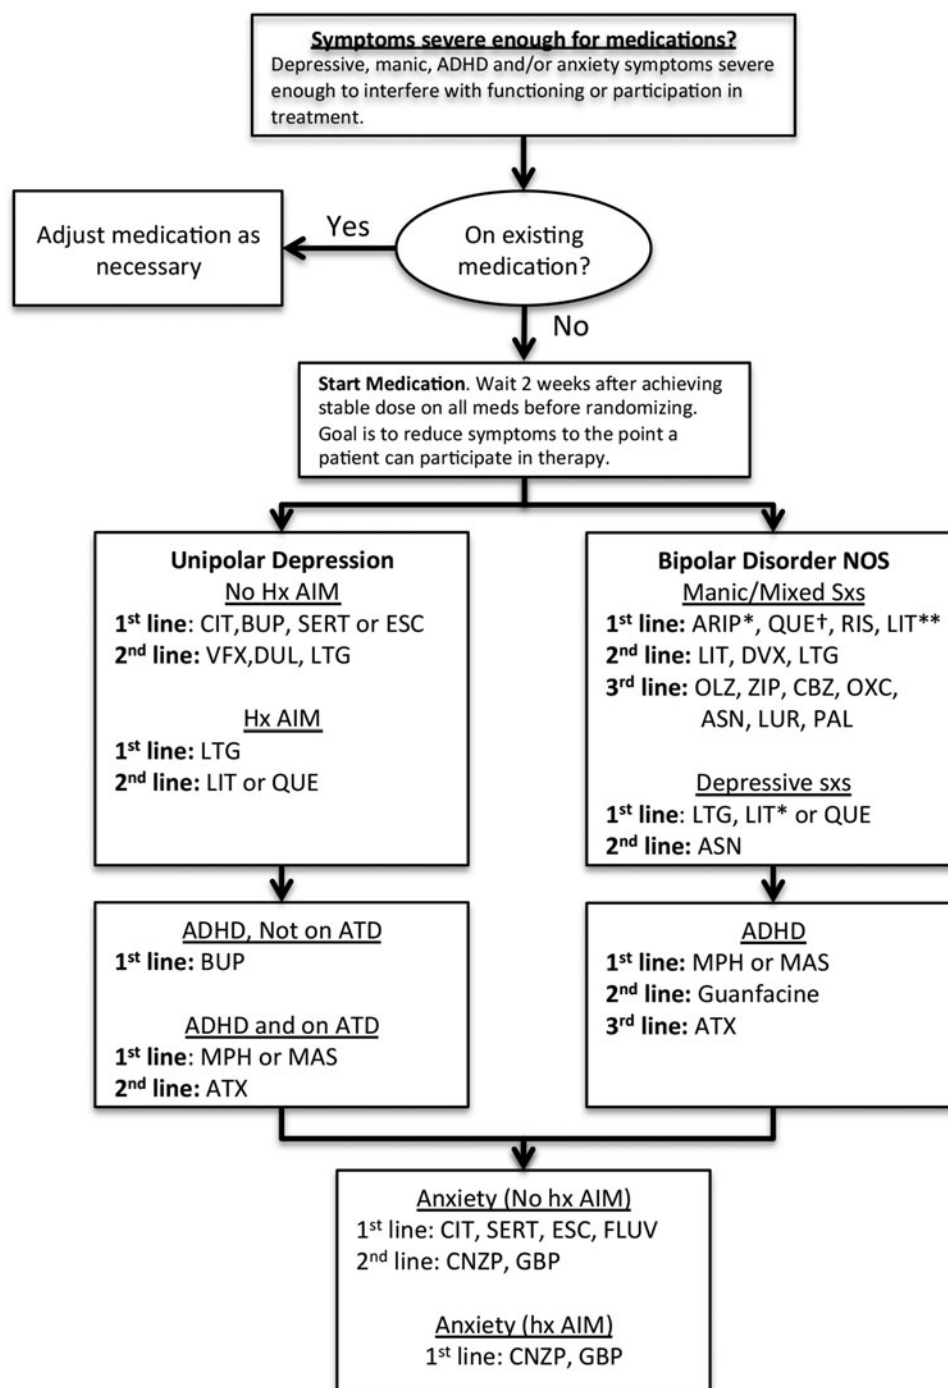 Symptoms severe enough for medications?
Depressive, manic, ADHD and/or anxiety symptoms severe
enough to interfere with functioning or participation in
treatment.
On existing
medication?
Yes
Adjust medication as
necessary
No
Start Medication. Wait 2 weeks after achieving
stable dose on all meds before randomizing.
Goal is to reduce symptoms to the point a
patient can participate in therapy.
Unipolar Depression
No Hx AIM
1st line: CIT,BUP, SERT or ESC
2nd line: VFX,DUL, LTG
Hx AIM
1st line: LTG
2nd line: LIT or QUE
Bipolar Disorder NOS
Manic/Mixed Sxs
1st line: ARIP*, QUE†, RIS, LIT**
2nd line: LIT, DVX, LTG
3rd line: OLZ, ZIP, CBZ, OXC,
ASN, LUR, PAL
Depressive sxs
1st line: LTG, LIT* or QUE
2nd line: ASN
ADHD, Not on ATD
1st line: BUP
ADHD and on ATD
1st line: MPH or MAS
2nd line: ATX
ADHD
1st line: MPH or MAS
2nd line: Guanfacine
3rd line: ATX
Anxiety (No hx AIM)
1st line: CIT, SERT, ESC, FLUV
2nd line: CNZP, GBP
Anxiety (hx AIM)
1st line: CNZP, GBP